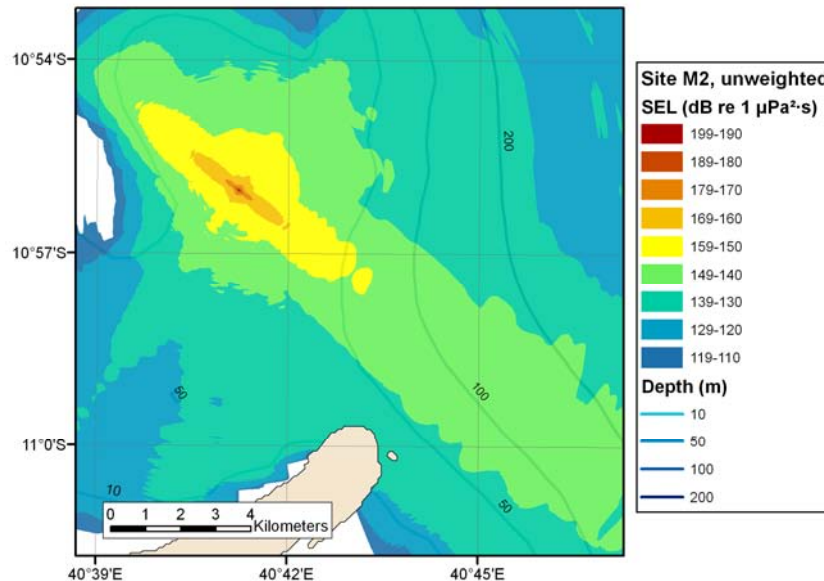 10°54'S
10°57'S
11°0'S
40°39'E
40°42'E
40°45'E
200
100
50
50
10
0 1 2 3 4
Kilometers
Site M2, unweighted
SEL (dB re 1 µPa²·s)
199-190
189-180
179-170
169-160
159-150
149-140
139-130
129-120
119-110
Depth (m)
10
50
100
200